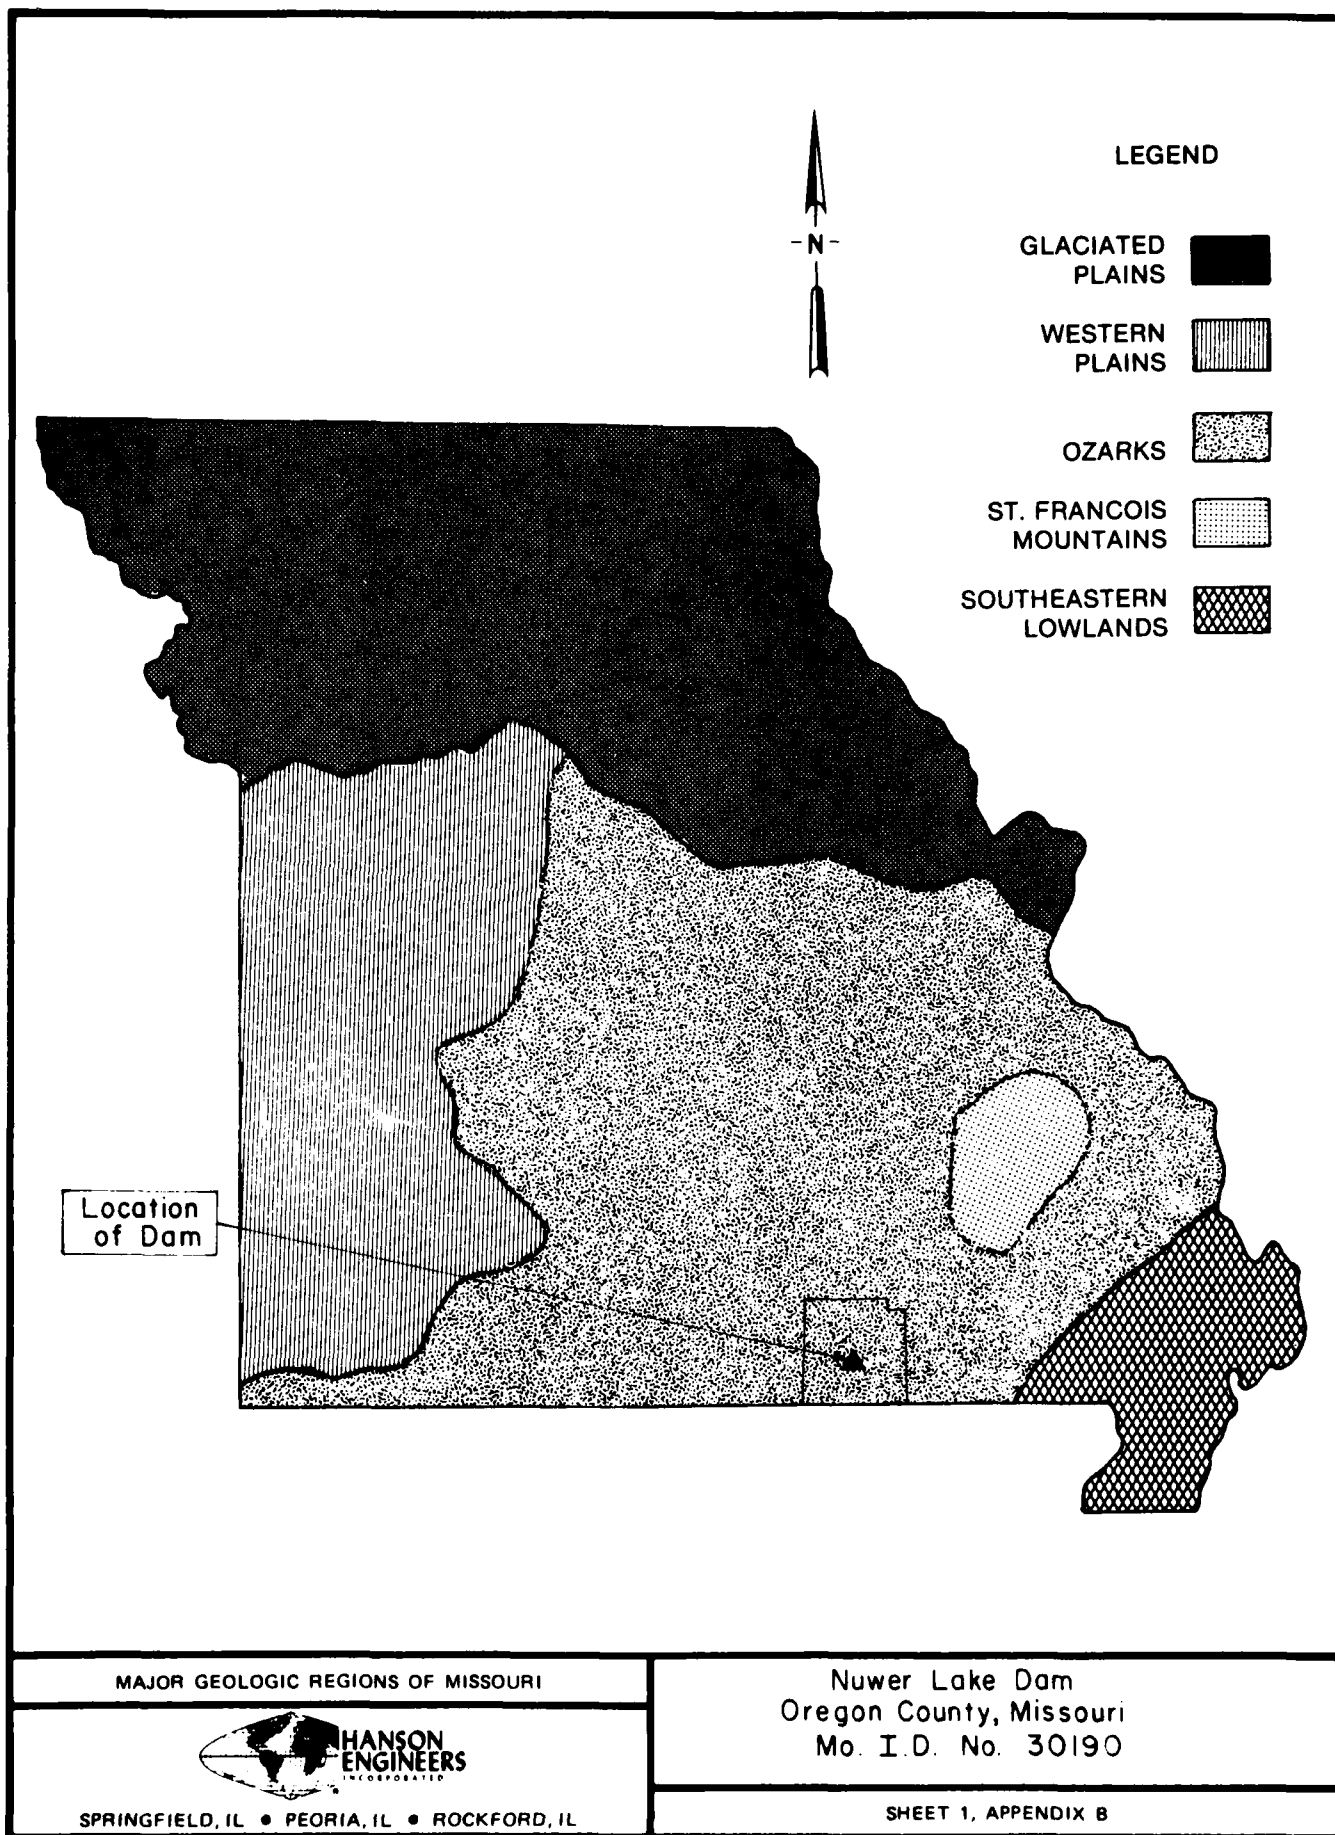 LEGEND
- N -
GLACIATED
PLAINS
WESTERN
PLAINS
OZARKS
ST. FRANCOIS
MOUNTAINS
SOUTHEASTERN
LOWLANDS
Location
of Dam
MAJOR GEOLOGIC REGIONS OF MISSOURI
HANSON
ENGINEERS
INCORPORATED
®
SPRINGFIELD, IL ● PEORIA, IL ● ROCKFORD, IL
Nuwer Lake Dam
Oregon County, Missouri
Mo. I.D. No. 30190
SHEET 1, APPENDIX B